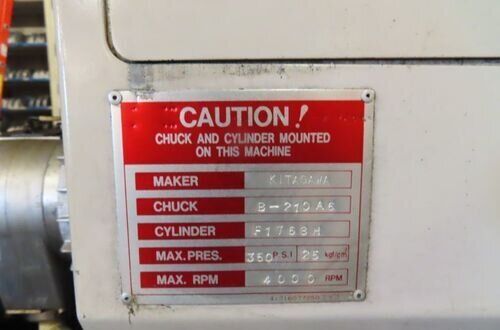 CAUTION!
CHUCK AND CYLINDER MOUNTED
ON THIS MACHINE
MAKER KITAGAWA
CHUCK B-210A6
CYLINDER F1768H
MAX.PRES. 350 P.S.I 25 kgf/cm²
MAX. RPM 4000 RPM